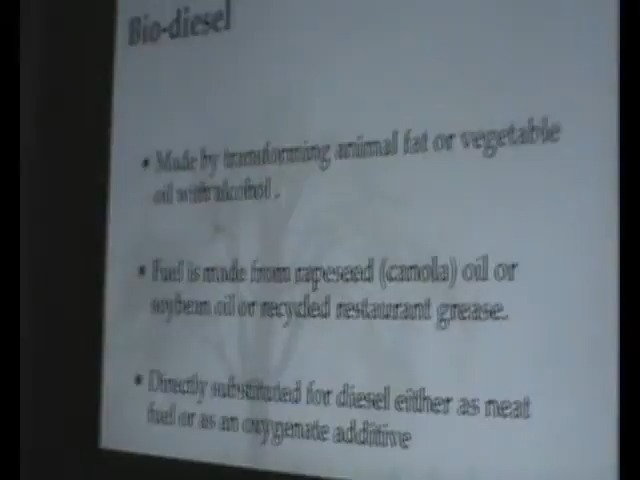 Bio-diesel
• Made by transforming animal fat or vegetable
oil with alcohol .
• Fuel is made from rapeseed (canola) oil or
soybean oil or recycled restaurant grease.
• Directly substituted for diesel either as neat
fuel or as an oxygenate additive